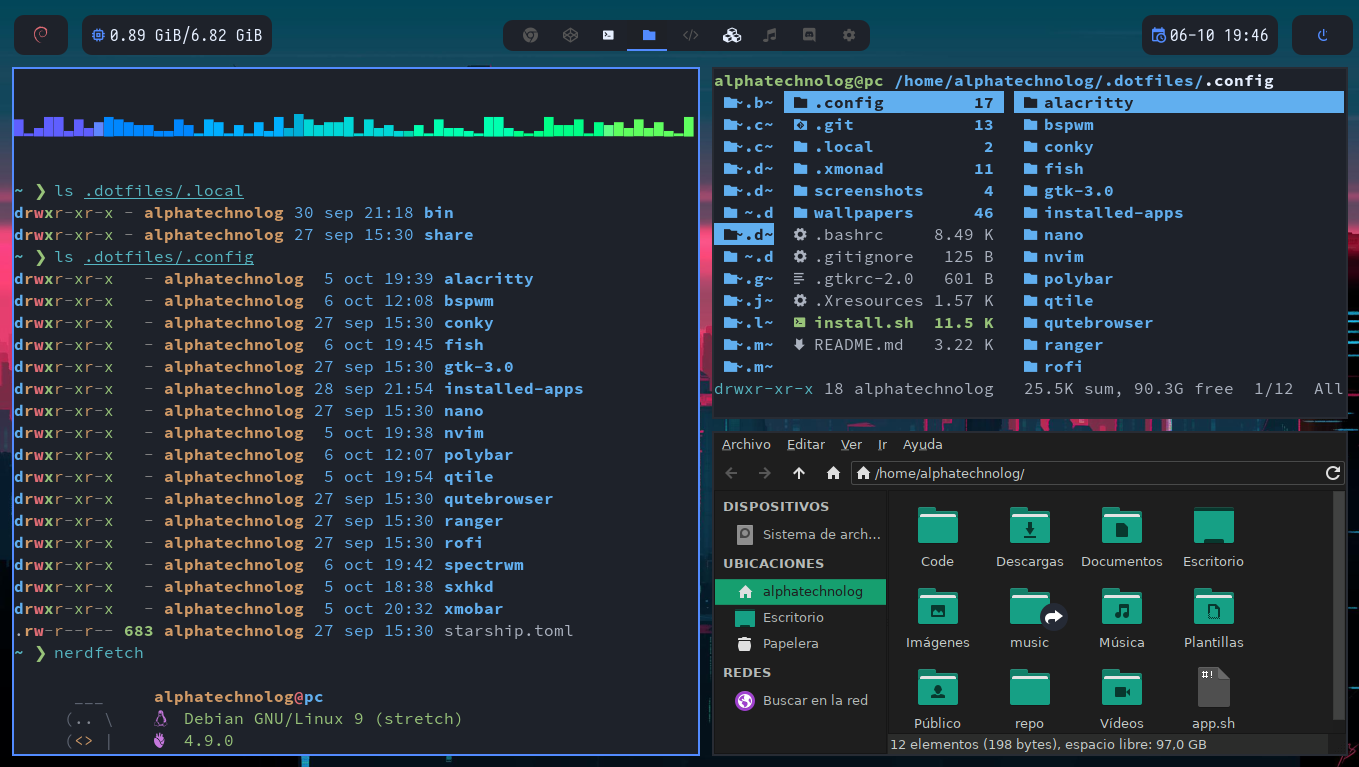 0.89 GiB/6.82 GiB
06-10 19:46
~ ❯ ls .dotfiles/.local
drwxr-xr-x - alphatechnolog 30 sep 21:18 bin
drwxr-xr-x - alphatechnolog 27 sep 15:30 share
~ ❯ ls .dotfiles/.config
drwxr-xr-x   - alphatechnolog  5 oct 19:39 alacritty
drwxr-xr-x   - alphatechnolog  6 oct 12:08 bspwm
drwxr-xr-x   - alphatechnolog 27 sep 15:30 conky
drwxr-xr-x   - alphatechnolog  6 oct 19:45 fish
drwxr-xr-x   - alphatechnolog 27 sep 15:30 gtk-3.0
drwxr-xr-x   - alphatechnolog 28 sep 21:54 installed-apps
drwxr-xr-x   - alphatechnolog 27 sep 15:30 nano
drwxr-xr-x   - alphatechnolog  5 oct 19:38 nvim
drwxr-xr-x   - alphatechnolog  6 oct 12:07 polybar
drwxr-xr-x   - alphatechnolog  5 oct 19:54 qtile
drwxr-xr-x   - alphatechnolog 27 sep 15:30 qutebrowser
drwxr-xr-x   - alphatechnolog 27 sep 15:30 ranger
drwxr-xr-x   - alphatechnolog 27 sep 15:30 rofi
drwxr-xr-x   - alphatechnolog  6 oct 19:42 spectrwm
drwxr-xr-x   - alphatechnolog  5 oct 18:38 sxhkd
drwxr-xr-x   - alphatechnolog  5 oct 20:32 xmobar
.rw-r--r-- 683 alphatechnolog 27 sep 15:30 starship.toml
~ ❯ nerdfetch
___ alphatechnolog@pc
(.. \ Debian GNU/Linux 9 (stretch)
(<> | 4.9.0
alphatechnolog@pc /home/alphatechnolog/.dotfiles/.config
~.b~ .config 17 alacritty
~.c~ .git 13 bspwm
~.c~ .local 2 conky
~.d~ .xmonad 11 fish
~.d~ screenshots 4 gtk-3.0
~.d wallpapers 46 installed-apps
~.d~ .bashrc 8.49 K nano
~.d .gitignore 125 B nvim
~.g~ .gtkrc-2.0 601 B polybar
~.j~ .Xresources 1.57 K qtile
~.l~ install.sh 11.5 K qutebrowser
~.m~ README.md 3.22 K ranger
~.m~ rofi
drwxr-xr-x 18 alphatechnolog 25.5K sum, 90.3G free 1/12 All
Archivo Editar Ver Ir Ayuda
/home/alphatechnolog/
DISPOSITIVOS
Sistema de arch...
UBICACIONES
alphatechnolog
Escritorio
Papelera
REDES
Buscar en la red
Code Descargas Documentos Escritorio
Imágenes music Música Plantillas
#!
Público repo Vídeos app.sh
12 elementos (198 bytes), espacio libre: 97,0 GB